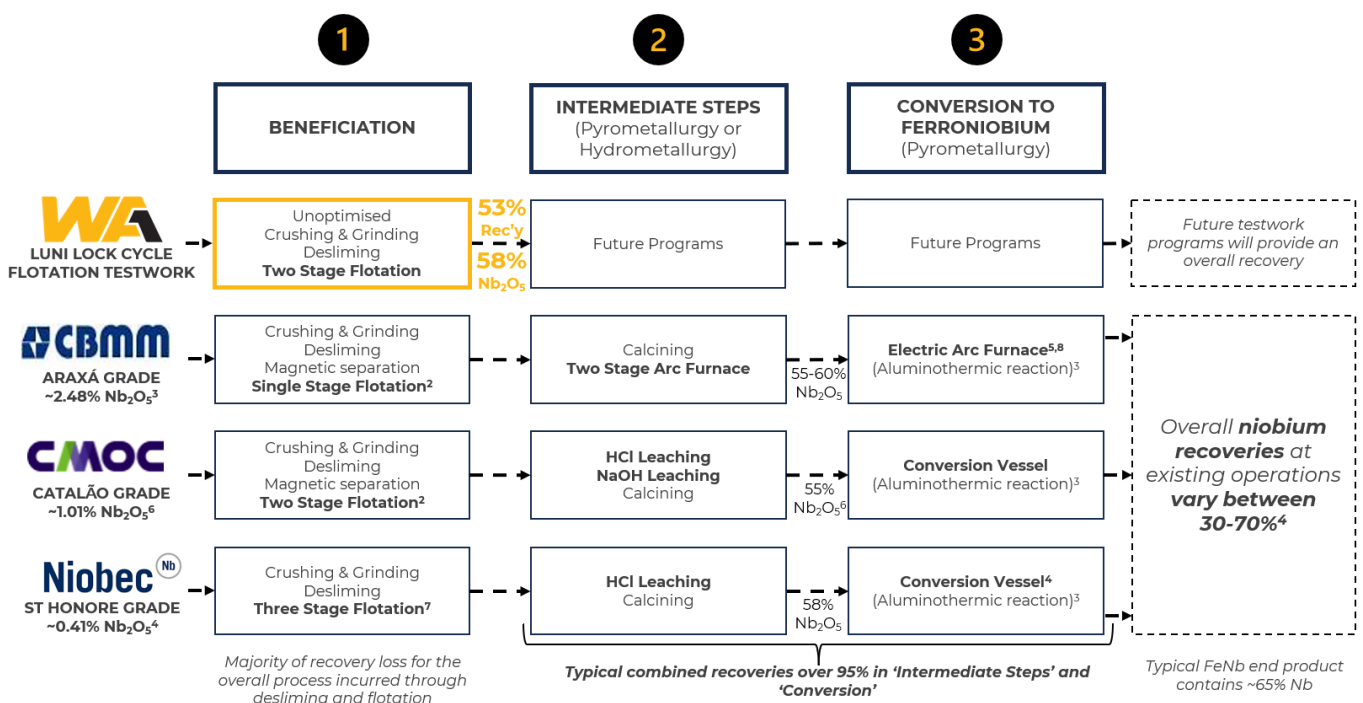 1
2
3
BENEFICIATION
INTERMEDIATE STEPS
(Pyrometallurgy or
Hydrometallurgy)
CONVERSION TO
FERRONIOBIUM
(Pyrometallurgy)
WA1
LUNI LOCK CYCLE
FLOTATION TESTWORK
Unoptimised
Crushing & Grinding
Desliming
Two Stage Flotation
53%
Rec'y
58%
Nb₂O₅
Future Programs
Future Programs
Future testwork
programs will provide an
overall recovery
CBMM
ARAXÁ GRADE
~2.48% Nb₂O₅³
Crushing & Grinding
Desliming
Magnetic separation
Single Stage Flotation²
Calcining
Two Stage Arc Furnace
55-60%
Nb₂O₅
Electric Arc Furnace⁵,⁸
(Aluminothermic reaction)³
CMOC
CATALÃO GRADE
~1.01% Nb₂O₅⁶
Crushing & Grinding
Desliming
Magnetic separation
Two Stage Flotation²
HCl Leaching
NaOH Leaching
Calcining
55%
Nb₂O₅⁶
Conversion Vessel
(Aluminothermic reaction)³
Overall niobium
recoveries at
existing operations
vary between
30-70%⁴
Niobec Nb
ST HONORE GRADE
~0.41% Nb₂O₅⁴
Crushing & Grinding
Desliming
Three Stage Flotation⁷
HCl Leaching
Calcining
58%
Nb₂O₅
Conversion Vessel⁴
(Aluminothermic reaction)³
Majority of recovery loss for the
overall process incurred through
desliming and flotation
Typical combined recoveries over 95% in 'Intermediate Steps' and
'Conversion'
Typical FeNb end product
contains ~65% Nb